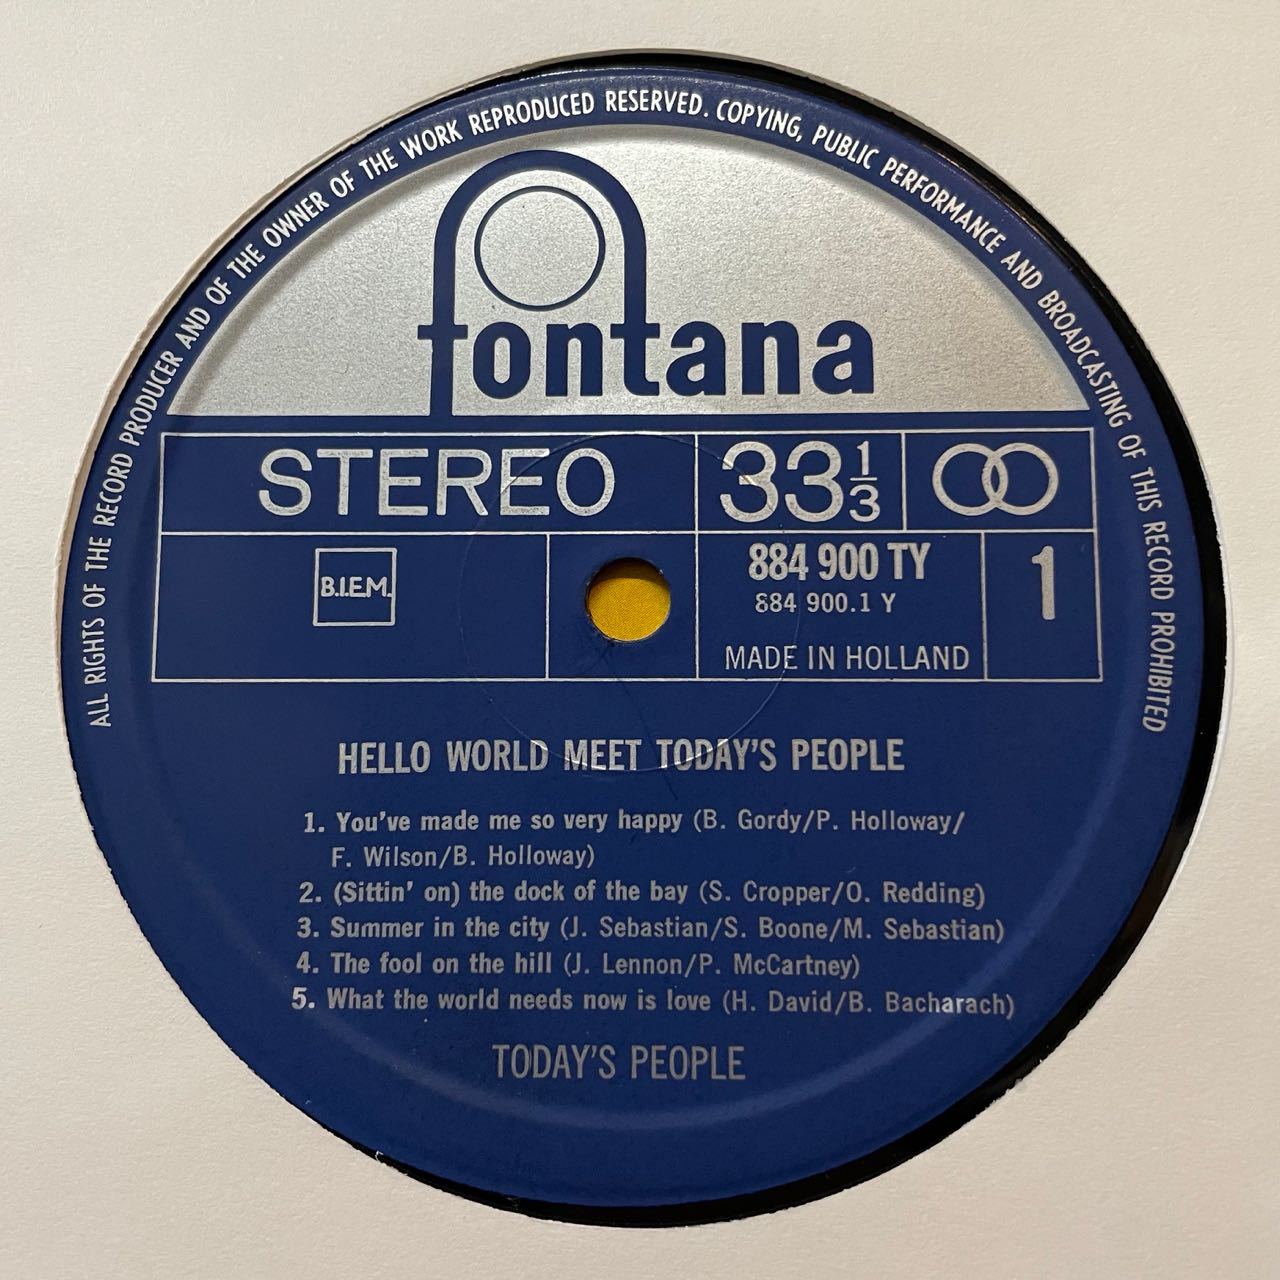 ALL RIGHTS OF THE RECORD PRODUCER AND OF THE OWNER OF THE WORK REPRODUCED RESERVED. COPYING, PUBLIC PERFORMANCE AND BROADCASTING OF THIS RECORD PROHIBITED
fontana
STEREO 33 1/3
B.I.E.M. 884 900 TY 1
884 900.1 Y
MADE IN HOLLAND
HELLO WORLD MEET TODAY'S PEOPLE
1. You've made me so very happy (B. Gordy/P. Holloway/
F. Wilson/B. Holloway)
2. (Sittin' on) the dock of the bay (S. Cropper/O. Redding)
3. Summer in the city (J. Sebastian/S. Boone/M. Sebastian)
4. The fool on the hill (J. Lennon/P. McCartney)
5. What the world needs now is love (H. David/B. Bacharach)
TODAY'S PEOPLE